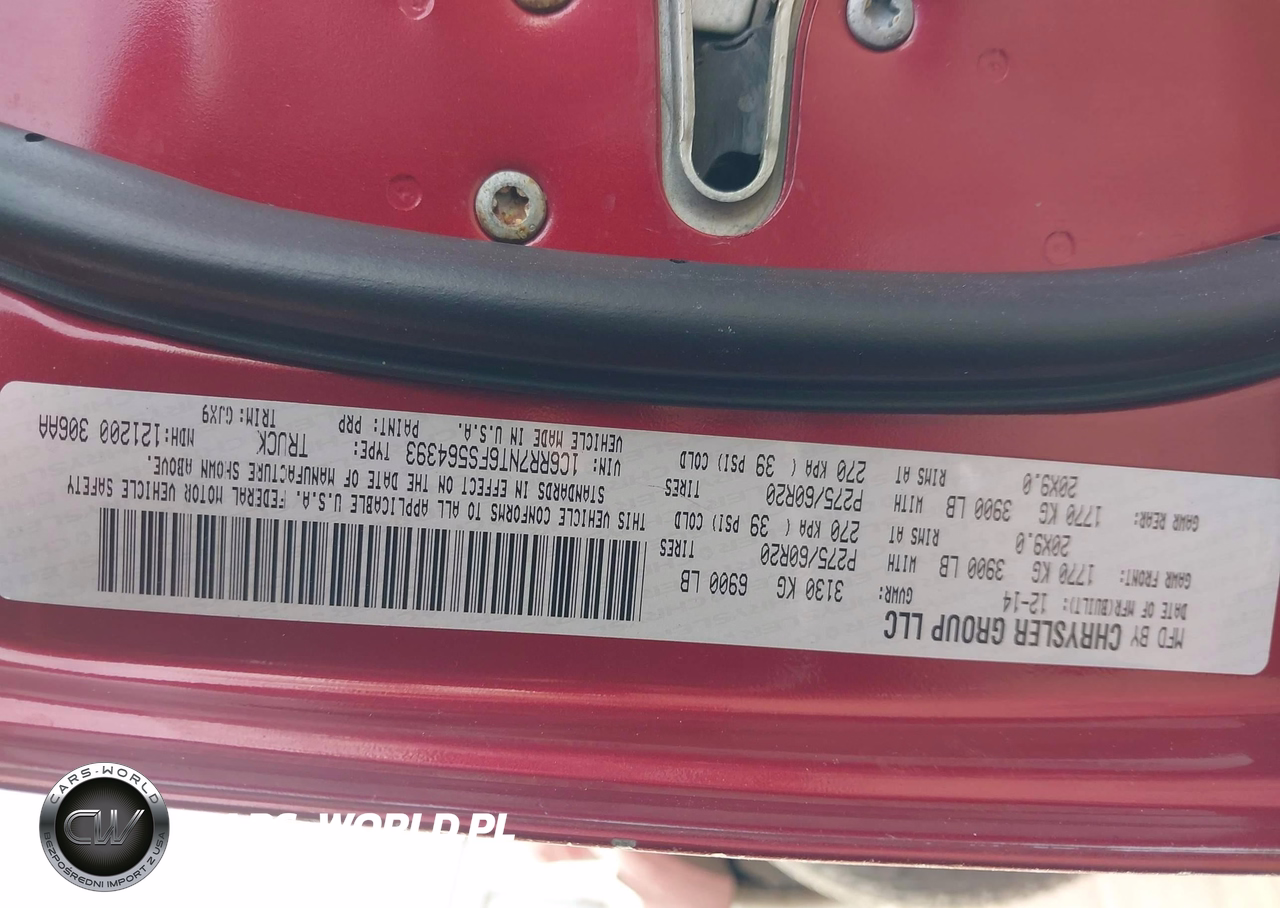 MFD BY CHRYSLER GROUP LLC
DATE OF MFR(BUILT): 12-14 GVWR: 3130 KG 6900 LB
GAWR FRONT: 1770 KG 3900 LB WITH P275/60R20 TIRES
20X9.0 RIMS AT 270 KPA ( 39 PSI) COLD
GAWR REAR: 1770 KG 3900 LB WITH P275/60R20 TIRES
20X9.0 RIMS AT 270 KPA ( 39 PSI) COLD
THIS VEHICLE CONFORMS TO ALL APPLICABLE U.S.A. FEDERAL MOTOR VEHICLE SAFETY
STANDARDS IN EFFECT ON THE DATE OF MANUFACTURE SHOWN ABOVE.
VIN: 1C6RR7NT6FS564393 TYPE: TRUCK MDH:121200 306AA
VEHICLE MADE IN U.S.A. PAINT: PRP TRIM: GJX9
CARS-WORLD
CW
BEZPOŚREDNI IMPORT Z USA
CARS-WORLD.PL